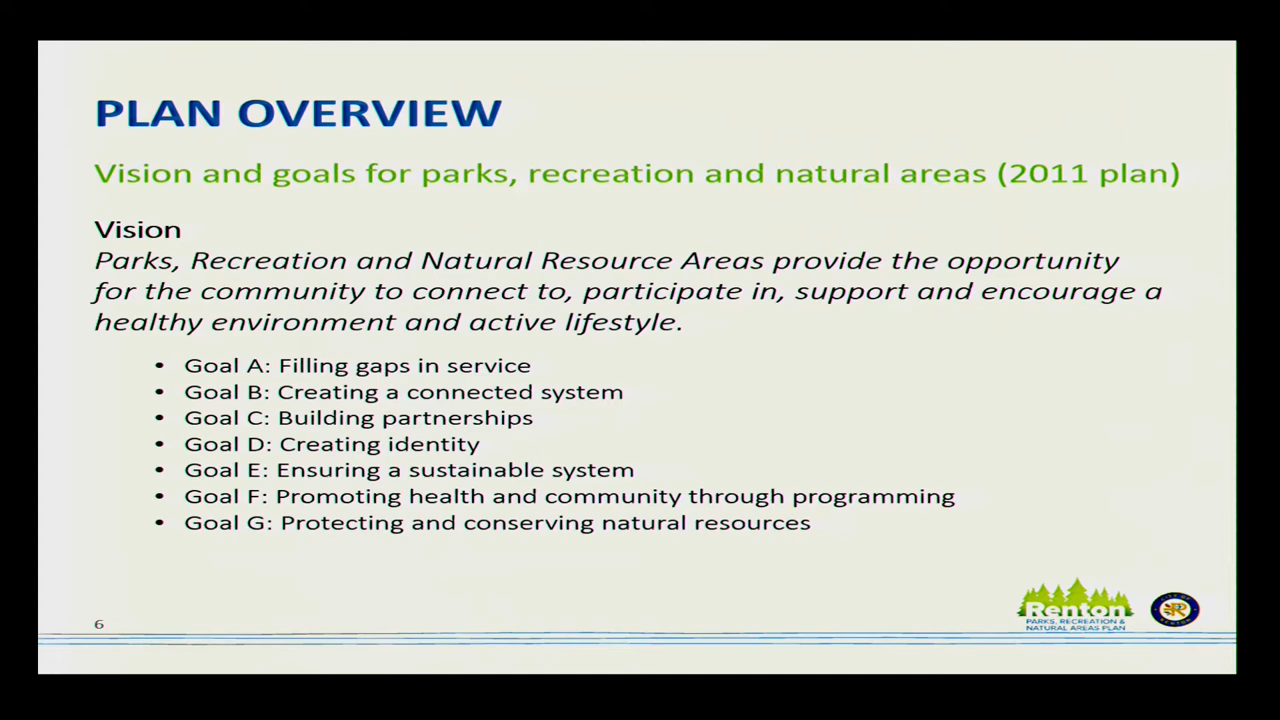 PLAN OVERVIEW
Vision and goals for parks, recreation and natural areas (2011 plan)
Vision
Parks, Recreation and Natural Resource Areas provide the opportunity
for the community to connect to, participate in, support and encourage a
healthy environment and active lifestyle.
• Goal A: Filling gaps in service
• Goal B: Creating a connected system
• Goal C: Building partnerships
• Goal D: Creating identity
• Goal E: Ensuring a sustainable system
• Goal F: Promoting health and community through programming
• Goal G: Protecting and conserving natural resources
Renton
PARKS, RECREATION &
NATURAL AREAS PLAN
CITY OF
R
RENTON
6